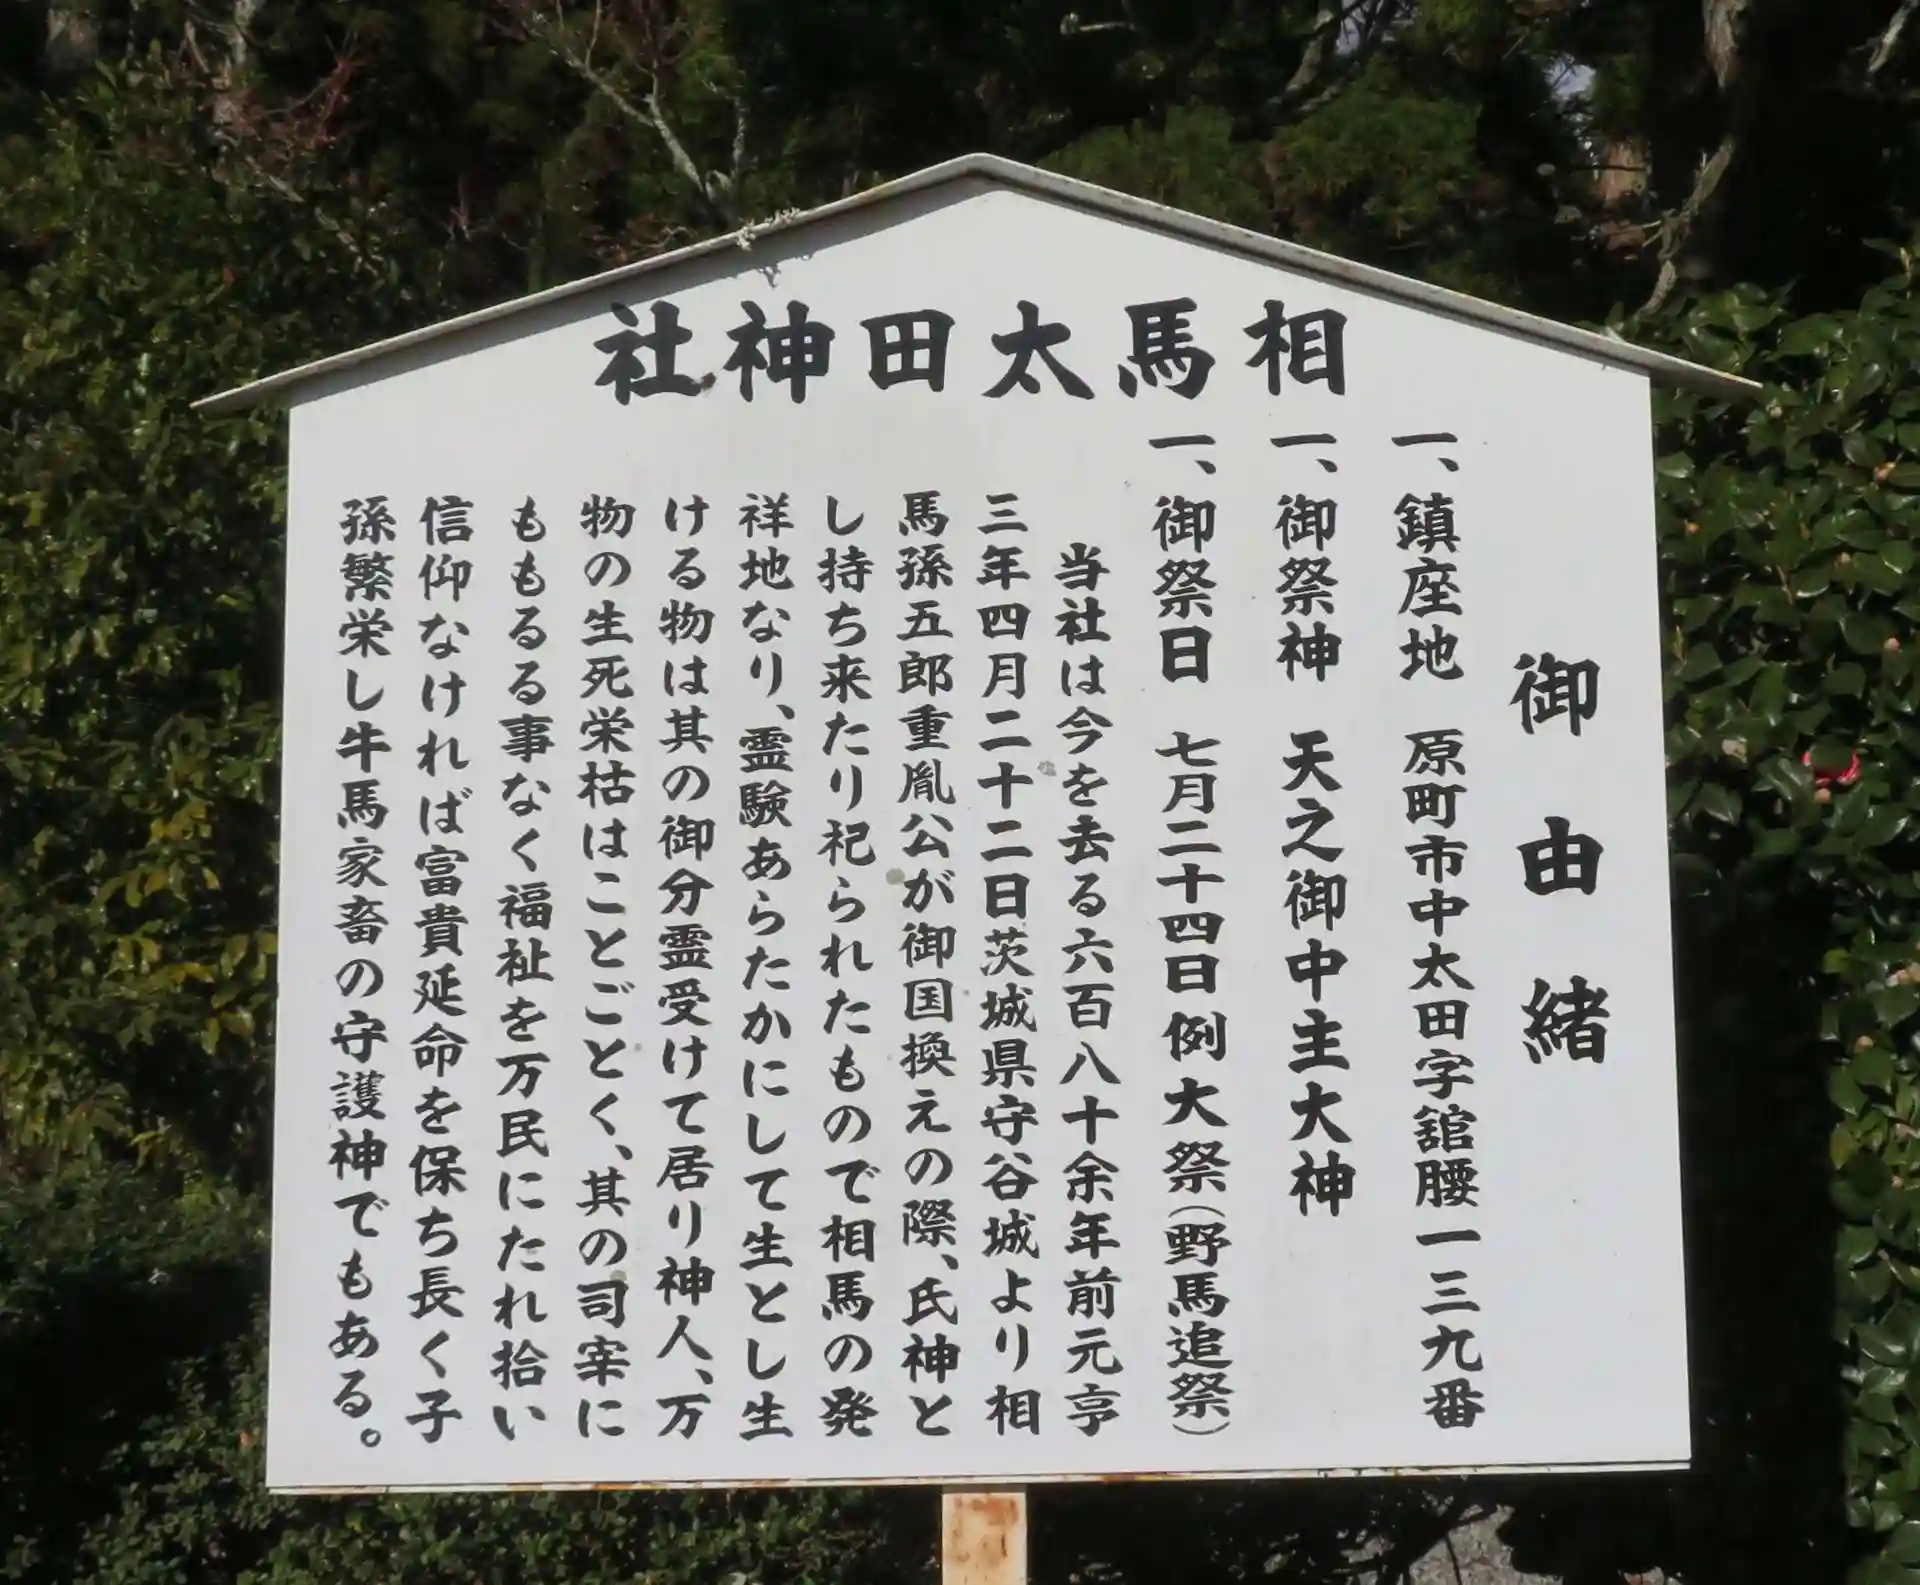 相馬太田神社
御由緒
一、鎮座地 原町市中太田字舘腰一三九番
一、御祭神 天之御中主大神
一、御祭日 七月二十四日例大祭(野馬追祭)
当社は今を去る六百八十余年前元亨
三年四月二十二日茨城県守谷城より相
馬孫五郎重胤公が御国換えの際、氏神と
し持ち来たり祀られたもので相馬の発
祥地なり、霊験あらたかにして生とし生
ける物は其の御分霊受けて居り神人、万
物の生死栄枯はことごとく、其の司宰に
ももるる事なく福祉を万民にたれ拾い
信仰なければ富貴延命を保ち長く子
孫繁栄し牛馬家畜の守護神でもある。